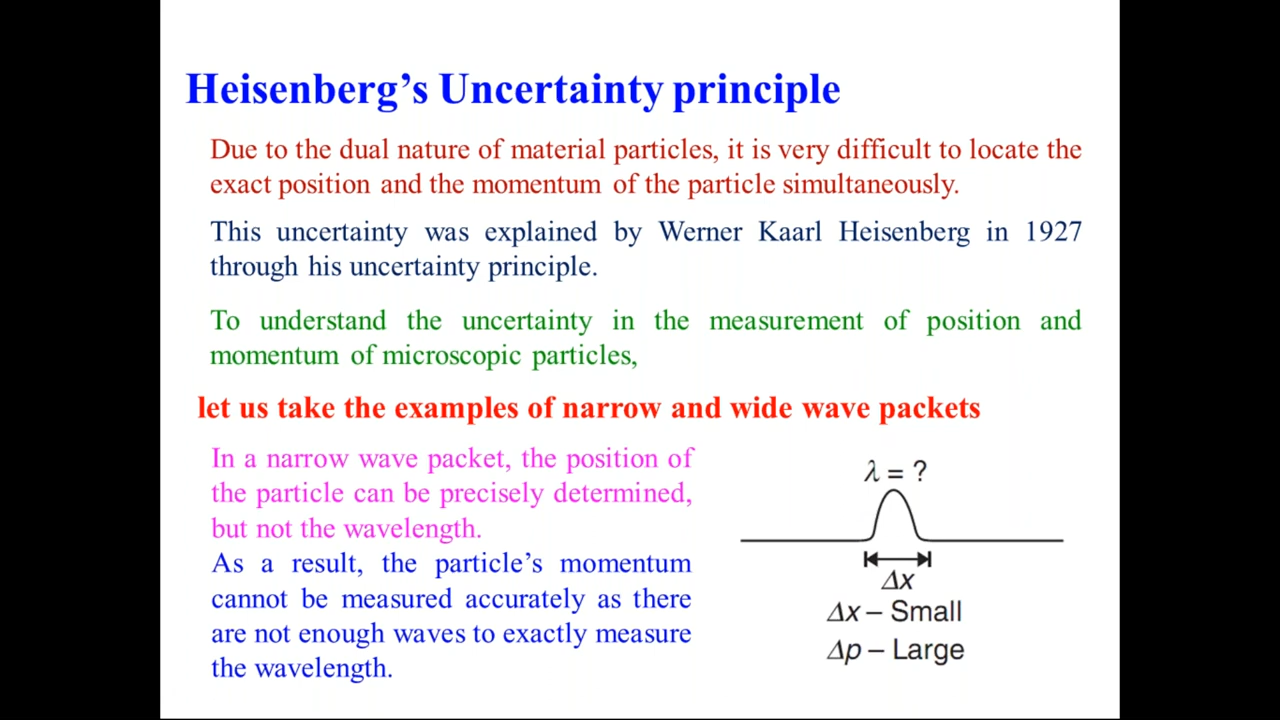 Heisenberg’s Uncertainty principle
Due to the dual nature of material particles, it is very difficult to locate the
exact position and the momentum of the particle simultaneously.
This uncertainty was explained by Werner Kaarl Heisenberg in 1927
through his uncertainty principle.
To understand the uncertainty in the measurement of position and
momentum of microscopic particles,
let us take the examples of narrow and wide wave packets
In a narrow wave packet, the position of
the particle can be precisely determined,
but not the wavelength.
As a result, the particle’s momentum
cannot be measured accurately as there
are not enough waves to exactly measure
the wavelength.
λ = ?
Δx
Δx – Small
Δp – Large